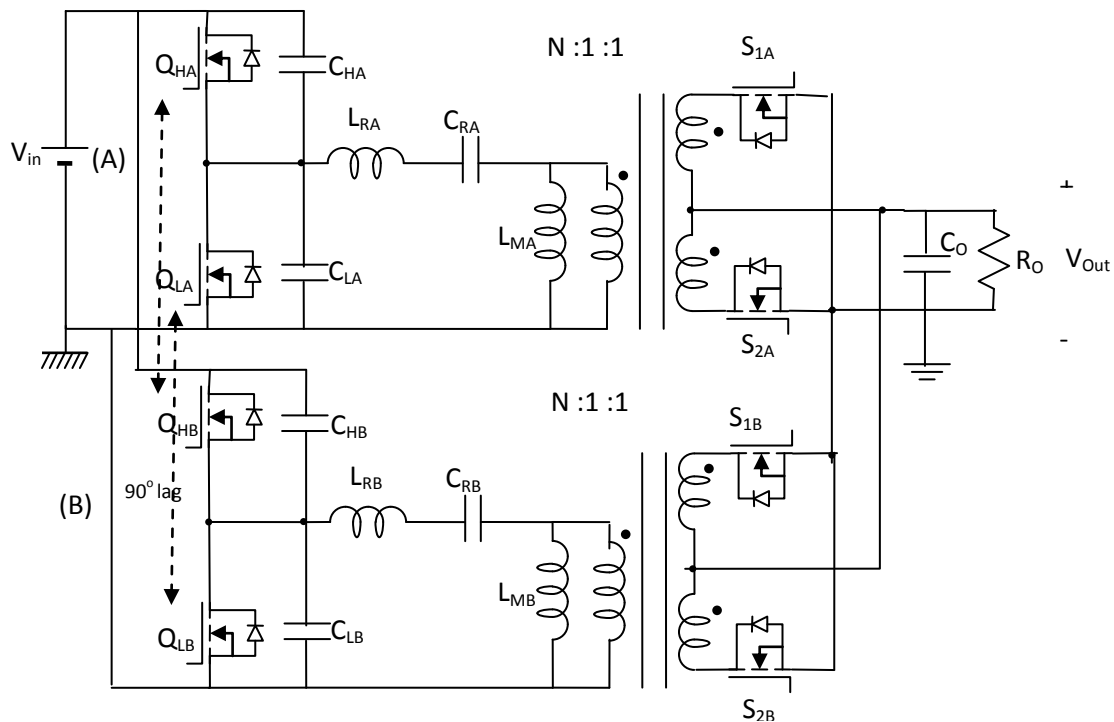 N :1 :1
S1A
QHA
CHA
LRA
CRA
Vin
(A)
+
LMA
CO
RO
VOut
QLA
CLA
S2A
-
N :1 :1
S1B
QHB
CHB
LRB
CRB
90o lag
(B)
LMB
QLB
CLB
S2B